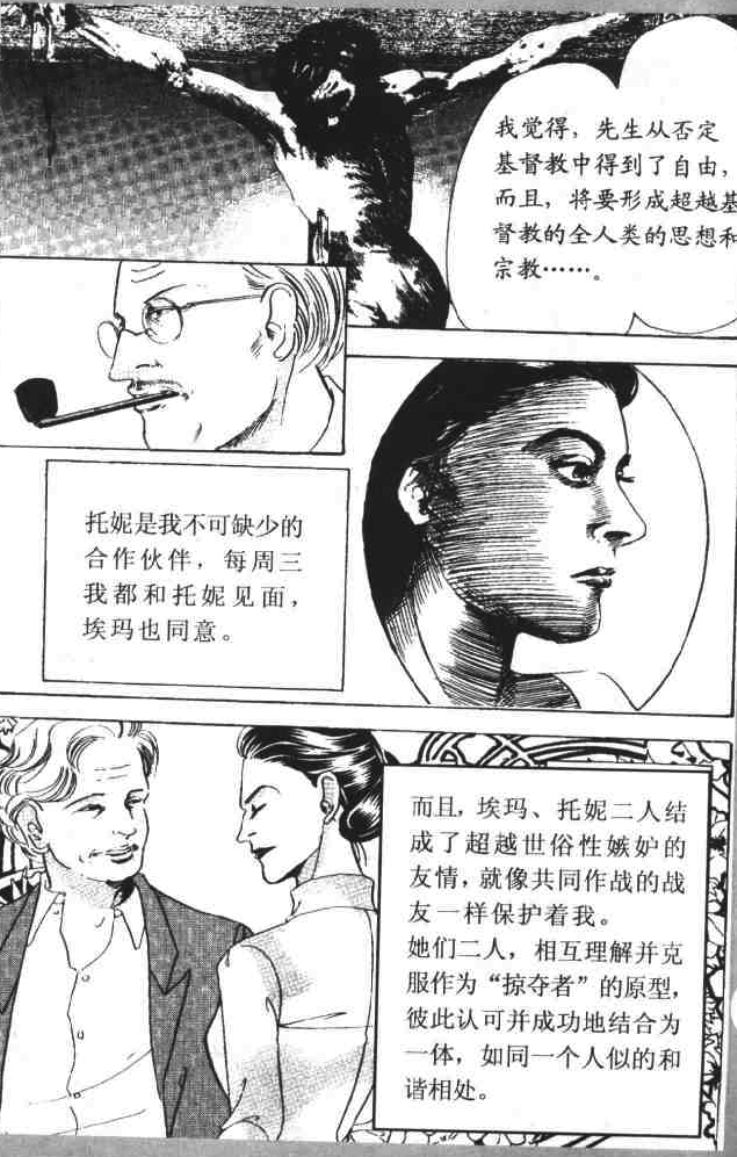 我觉得，先生从否定
基督教中得到了自由，
而且，将要形成超越基
督教的全人类的思想和
宗教……。
托妮是我不可缺少的
合作伙伴，每周三
我都和托妮见面，
埃玛也同意。
而且，埃玛、托妮二人结
成了超越世俗性嫉妒的
友情，就像共同作战的战
友一样保护着我。
她们二人，相互理解并克
服作为“掠夺者”的原型，
彼此认可并成功地结合为
一体，如同一个人似的和
谐相处。